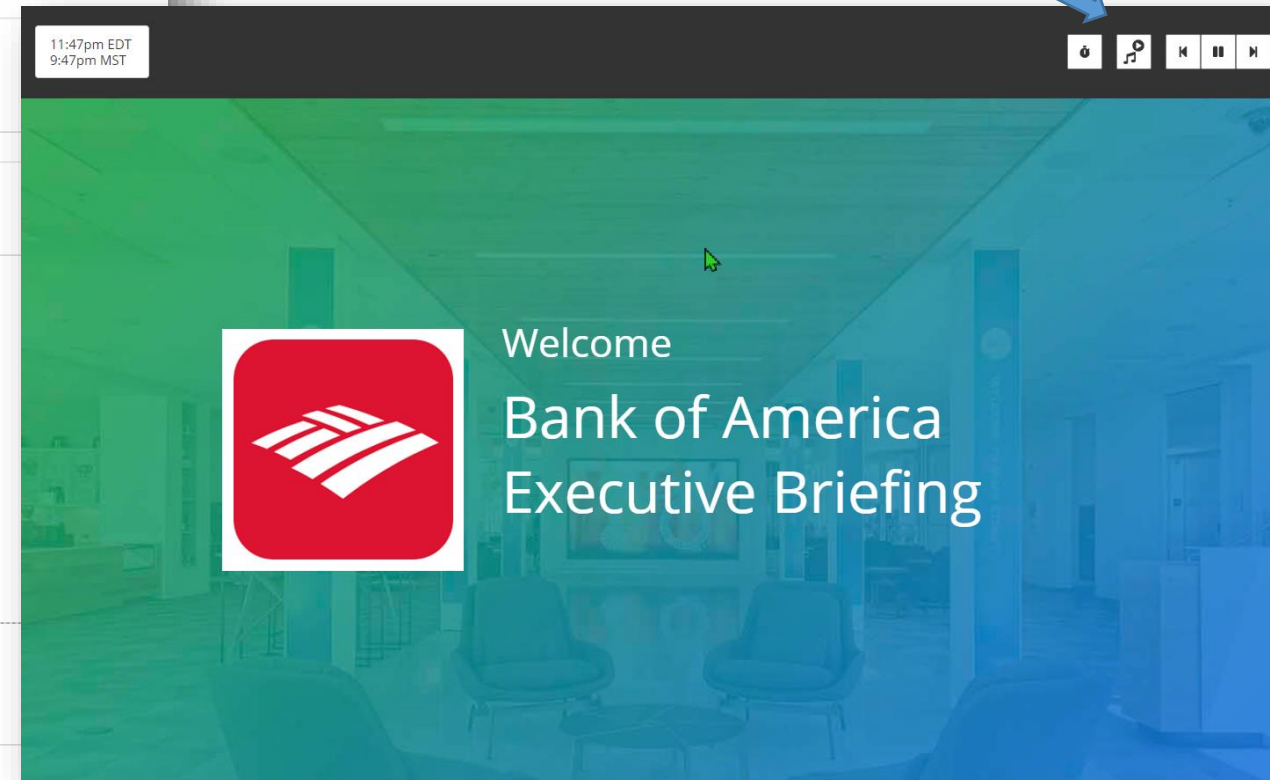 11:47pm EDT
9:47pm MST
Welcome
Bank of America
Executive Briefing